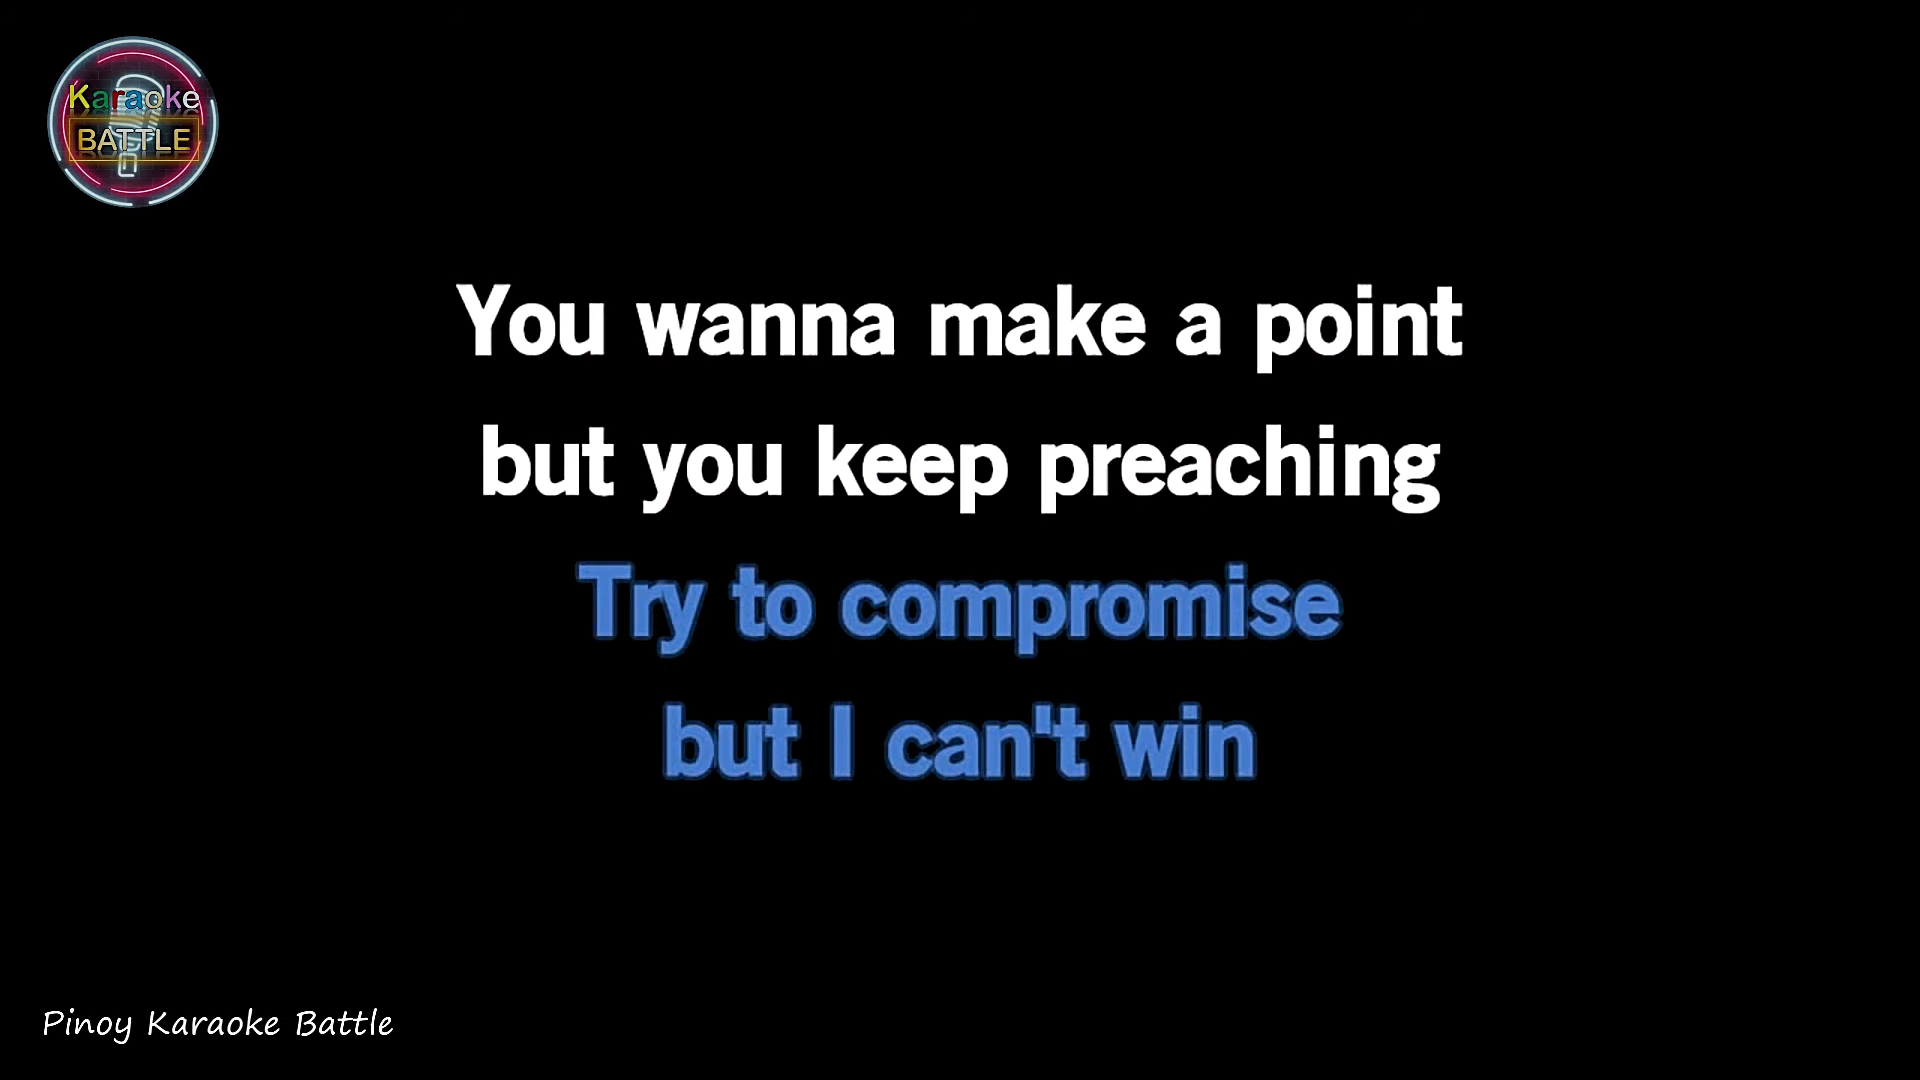 Karaoke
BATTLE
You wanna make a point
but you keep preaching
Try to compromise
but I can't win
Pinoy Karaoke Battle